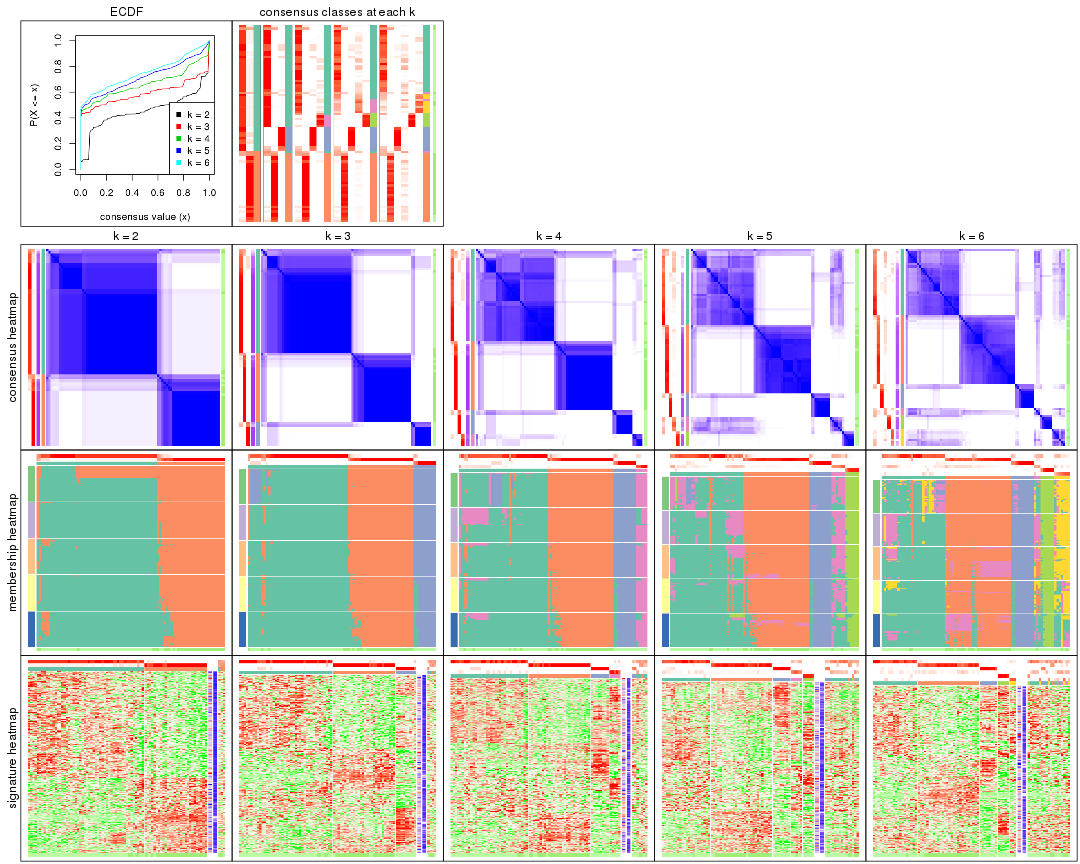 ECDF
consensus classes at each k
P(X <= x)
1.0
0.8
0.6
0.4
0.2
0.0
k = 2
k = 3
k = 4
k = 5
k = 6
0.0 0.2 0.4 0.6 0.8 1.0
consensus value (x)
k = 2
k = 3
k = 4
k = 5
k = 6
consensus heatmap
membership heatmap
signature heatmap